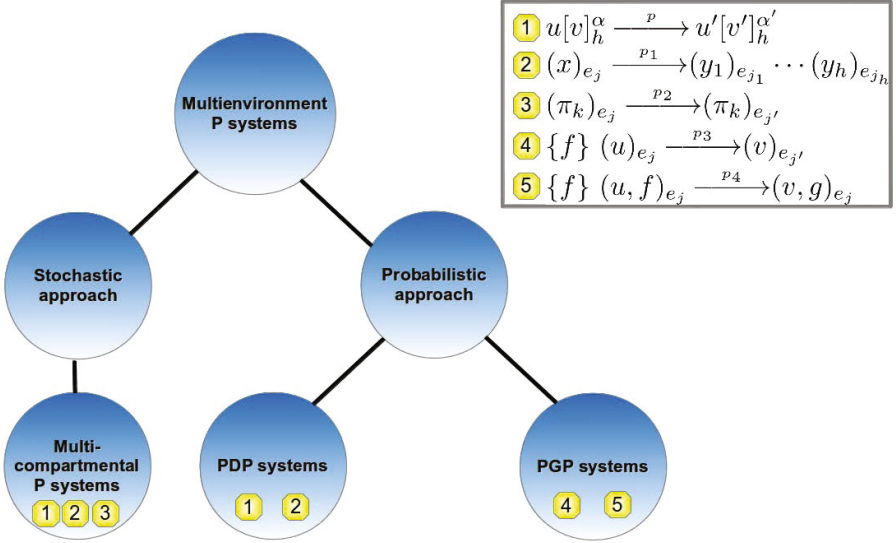 1 u[v]_h^α —p→ u′[v′]_h^α′
2 (x)_{e_j} —p_1→ (y_1)_{e_{j_1}} ··· (y_h)_{e_{j_h}}
3 (π_k)_{e_j} —p_2→ (π_k)_{e_{j′}}
4 {f} (u)_{e_j} —p_3→ (v)_{e_{j′}}
5 {f} (u, f)_{e_j} —p_4→ (v, g)_{e_j}
Multienvironment
P systems
Stochastic
approach
Probabilistic
approach
Multi-
compartmental
P systems
1 2 3
PDP systems
1 2
PGP systems
4 5